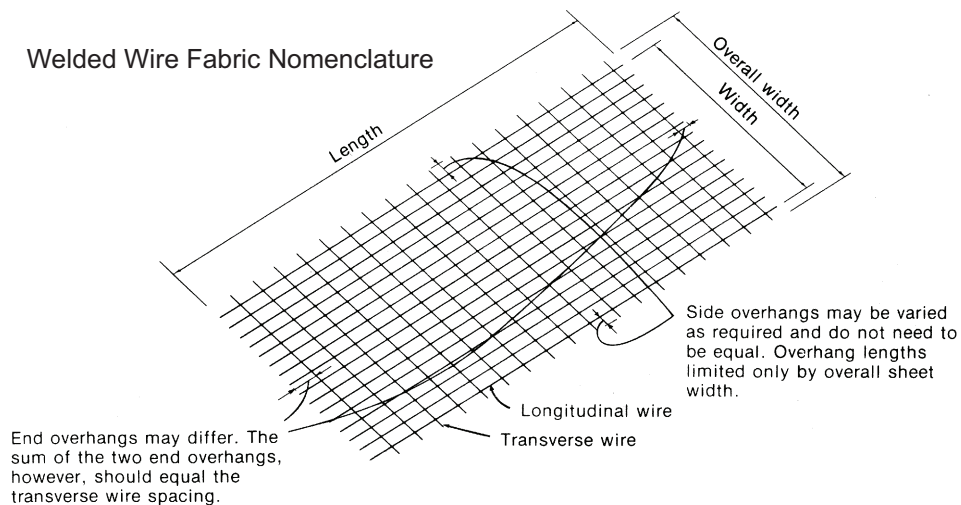 Welded Wire Fabric Nomenclature
Length
Overall width
Width
Side overhangs may be varied
as required and do not need to
be equal. Overhang lengths
limited only by overall sheet
width.
Longitudinal wire
Transverse wire
End overhangs may differ. The
sum of the two end overhangs,
however, should equal the
transverse wire spacing.